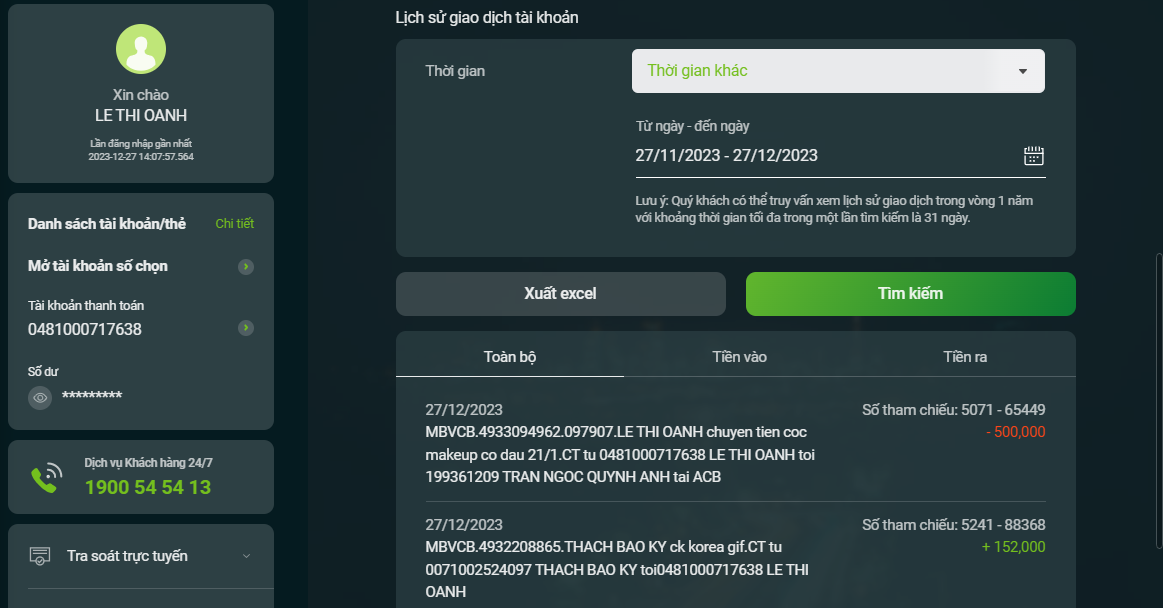 Xin chào
LE THI OANH
Lần đăng nhập gần nhất
2023-12-27 14:07:57.564
Danh sách tài khoản/thẻ
Chi tiết
Mở tài khoản số chọn
Tài khoản thanh toán
0481000717638
Số dư
*********
Dịch vụ Khách hàng 24/7
1900 54 54 13
Tra soát trực tuyến
Lịch sử giao dịch tài khoản
Thời gian
Thời gian khác
Từ ngày - đến ngày
27/11/2023 - 27/12/2023
Lưu ý: Quý khách có thể truy vấn xem lịch sử giao dịch trong vòng 1 năm
với khoảng thời gian tối đa trong một lần tìm kiếm là 31 ngày.
Xuất excel
Tìm kiếm
Toàn bộ
Tiền vào
Tiền ra
27/12/2023
Số tham chiếu: 5071 - 65449
MBVCB.4933094962.097907.LE THI OANH chuyen tien coc
- 500,000
makeup co dau 21/1.CT tu 0481000717638 LE THI OANH toi
199361209 TRAN NGOC QUYNH ANH tai ACB
27/12/2023
Số tham chiếu: 5241 - 88368
MBVCB.4932208865.THACH BAO KY ck korea gif.CT tu
+ 152,000
0071002524097 THACH BAO KY toi0481000717638 LE THI
OANH